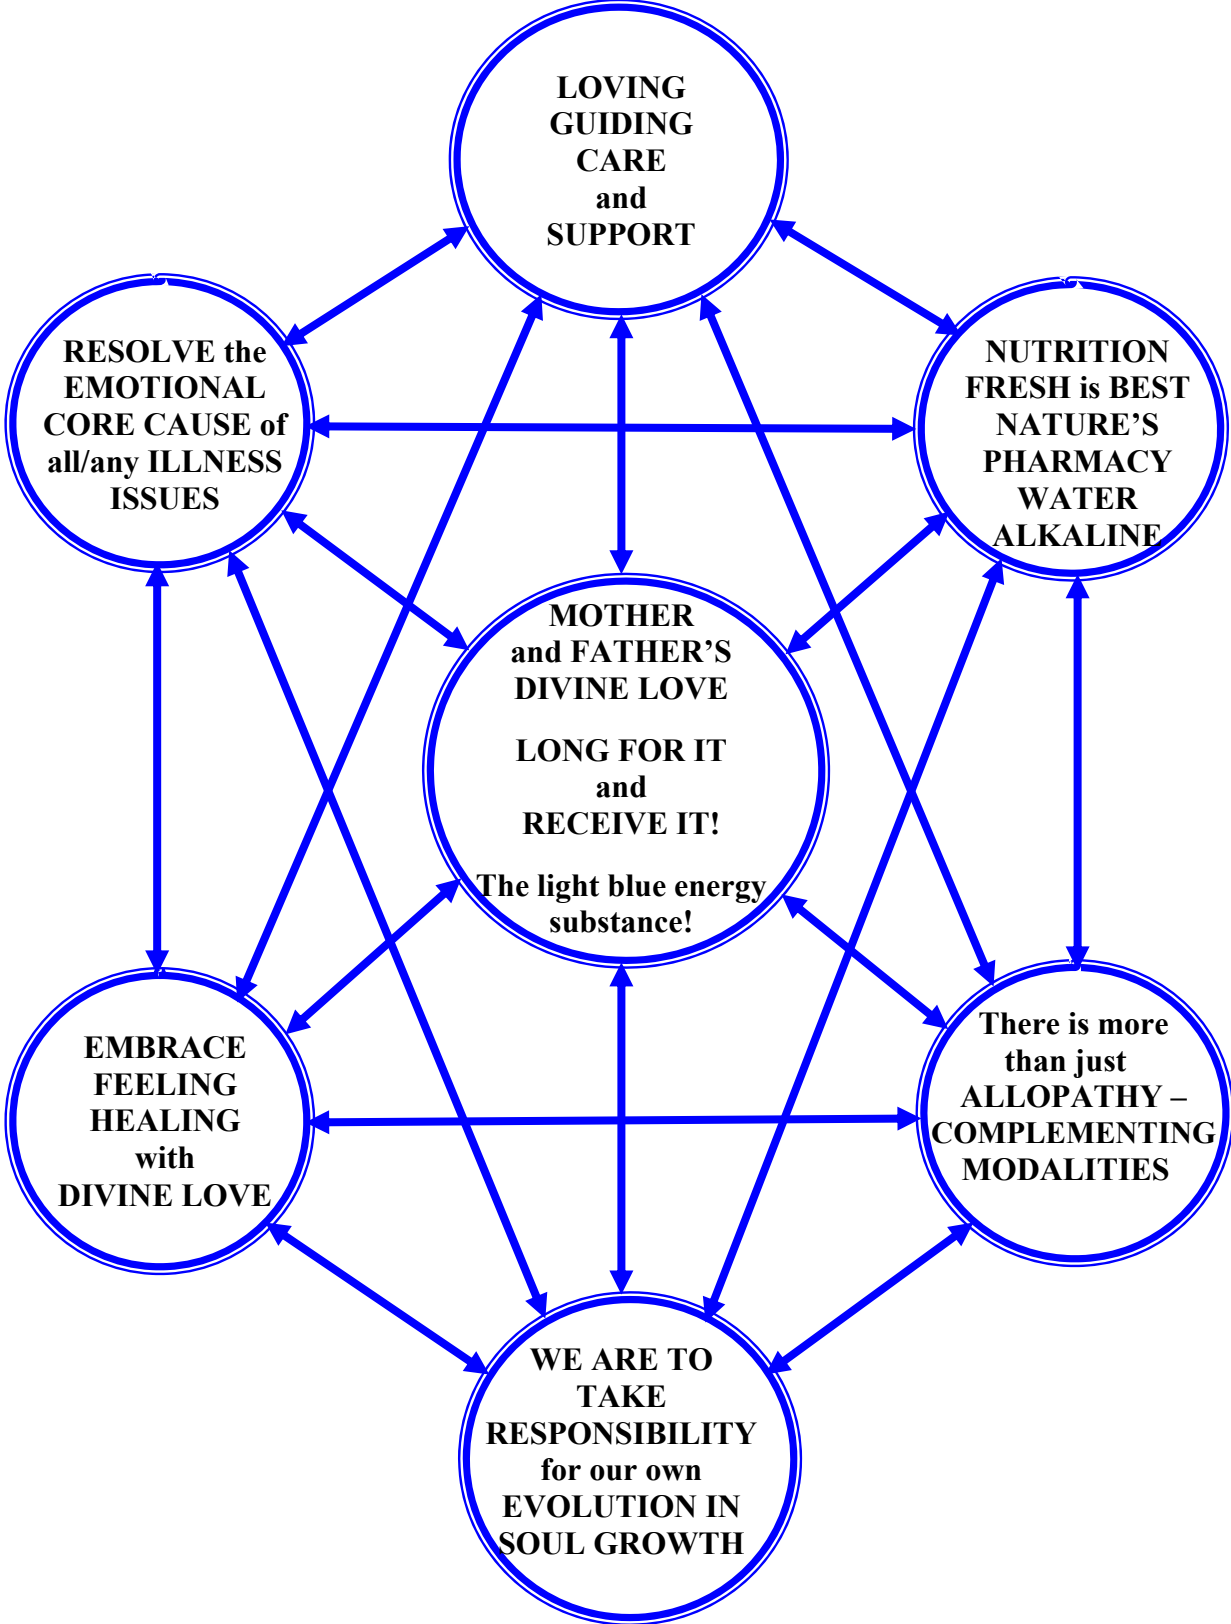 LOVING
GUIDING
CARE
and
SUPPORT
RESOLVE the
EMOTIONAL
CORE CAUSE of
all/any ILLNESS
ISSUES
NUTRITION
FRESH is BEST
NATURE’S
PHARMACY
WATER
ALKALINE
MOTHER
and FATHER’S
DIVINE LOVE
LONG FOR IT
and
RECEIVE IT!
The light blue energy
substance!
EMBRACE
FEELING
HEALING
with
DIVINE LOVE
There is more
than just
ALLOPATHY –
COMPLEMENTING
MODALITIES
WE ARE TO
TAKE
RESPONSIBILITY
for our own
EVOLUTION IN
SOUL GROWTH